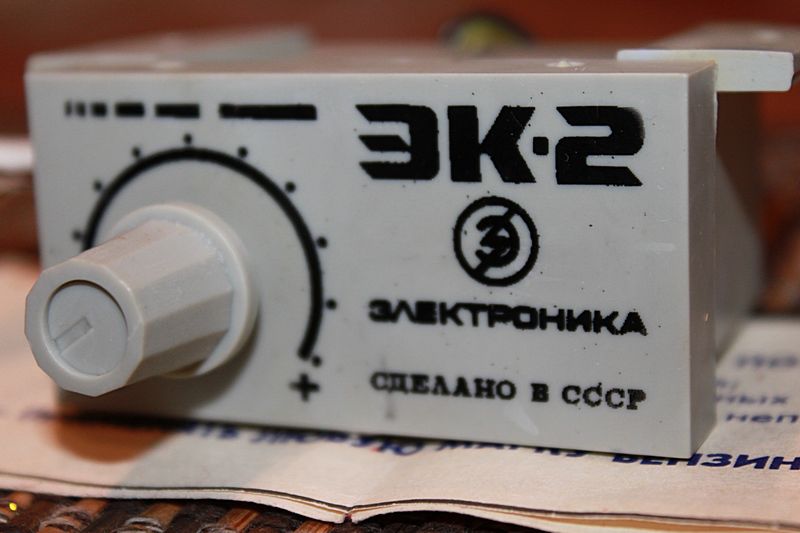 ЭК·2
Э
ЭЛЕКТРОНИКА
+
СДЕЛАНО В СССР
БЕНЗИН